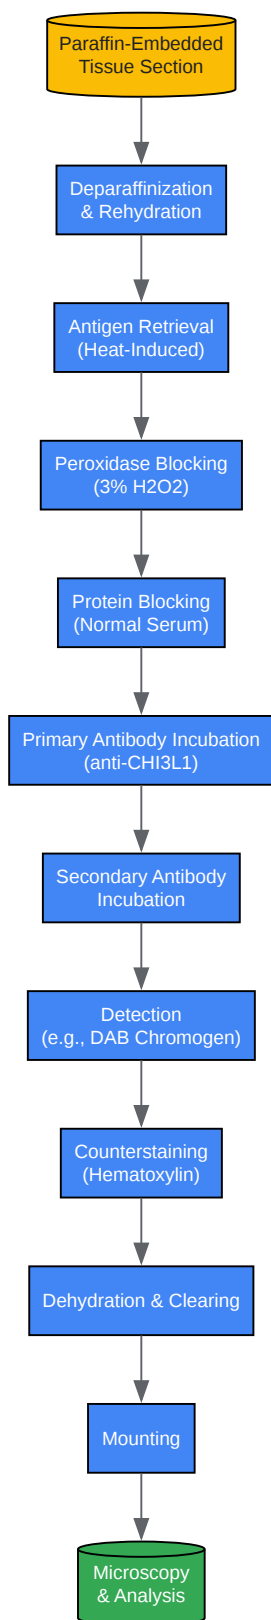 Paraffin-Embedded
Tissue Section
Deparaffinization
& Rehydration
Antigen Retrieval
(Heat-Induced)
Peroxidase Blocking
(3% H2O2)
Protein Blocking
(Normal Serum)
Primary Antibody Incubation
(anti-CHI3L1)
Secondary Antibody
Incubation
Detection
(e.g., DAB Chromogen)
Counterstaining
(Hematoxylin)
Dehydration & Clearing
Mounting
Microscopy
& Analysis